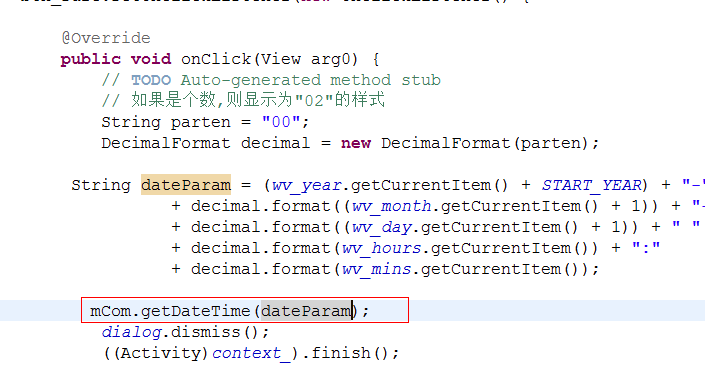 @Override
public void onClick(View arg0) {
// TODO Auto-generated method stub
// 如果是个数,则显示为"02"的样式
String parten = "00";
DecimalFormat decimal = new DecimalFormat(parten);
String dateParam = (wv_year.getCurrentItem() + START_YEAR) + "-"
+ decimal.format((wv_month.getCurrentItem() + 1)) + "-
+ decimal.format((wv_day.getCurrentItem() + 1)) + " "
+ decimal.format(wv_hours.getCurrentItem()) + ":"
+ decimal.format(wv_mins.getCurrentItem());
mCom.getDateTime(dateParam);
dialog.dismiss();
((Activity)context_).finish();